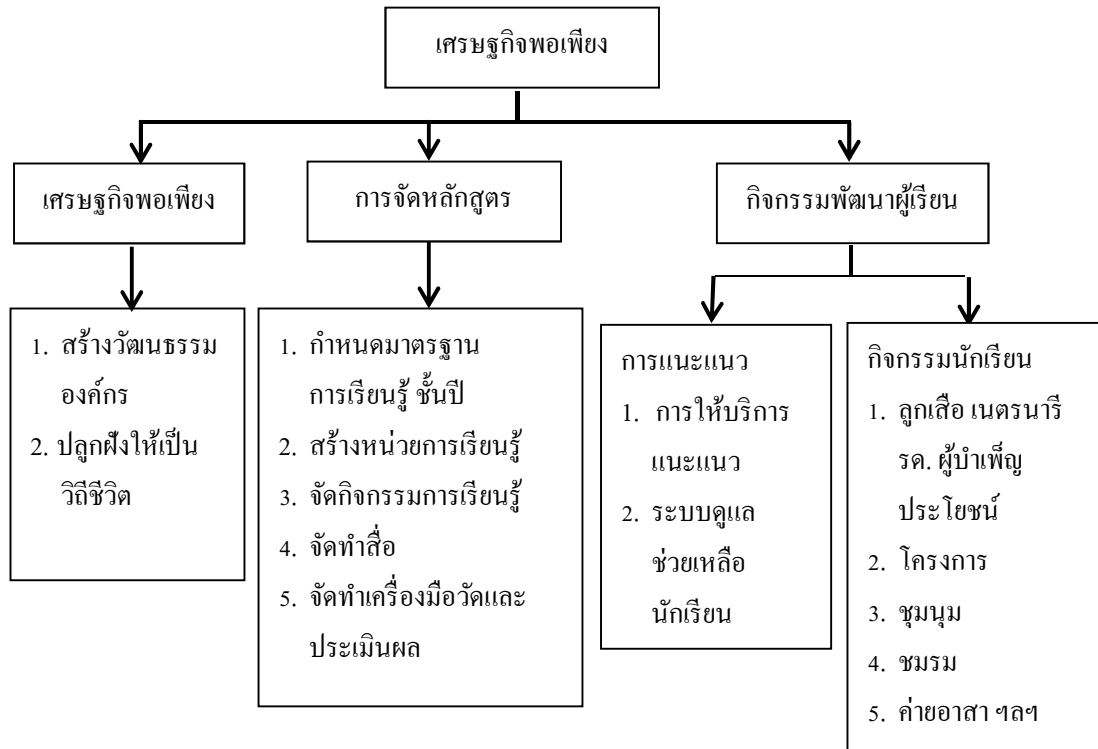 เศรษฐกิจพอเพียง
เศรษฐกิจพอเพียง
การจัดหลักสูตร
กิจกรรมพัฒนาผู้เรียน
1. สร้างวัฒนธรรม
องค์กร
2. ปลูกฝังให้เป็น
วิถีชีวิต
1. กำหนดมาตรฐาน
การเรียนรู้ ชั้นปี
2. สร้างหน่วยการเรียนรู้
3. จัดกิจกรรมการเรียนรู้
4. จัดทำสื่อ
5. จัดทำเครื่องมือวัดและ
ประเมินผล
การแนะแนว
1. การให้บริการ
แนะแนว
2. ระบบดูแล
ช่วยเหลือ
นักเรียน
กิจกรรมนักเรียน
1. ลูกเสือ เนตรนารี
รด. ผู้บำเพ็ญ
ประโยชน์
2. โครงการ
3. ชุมนุม
4. ชมรม
5. ค่ายอาสา ฯลฯ